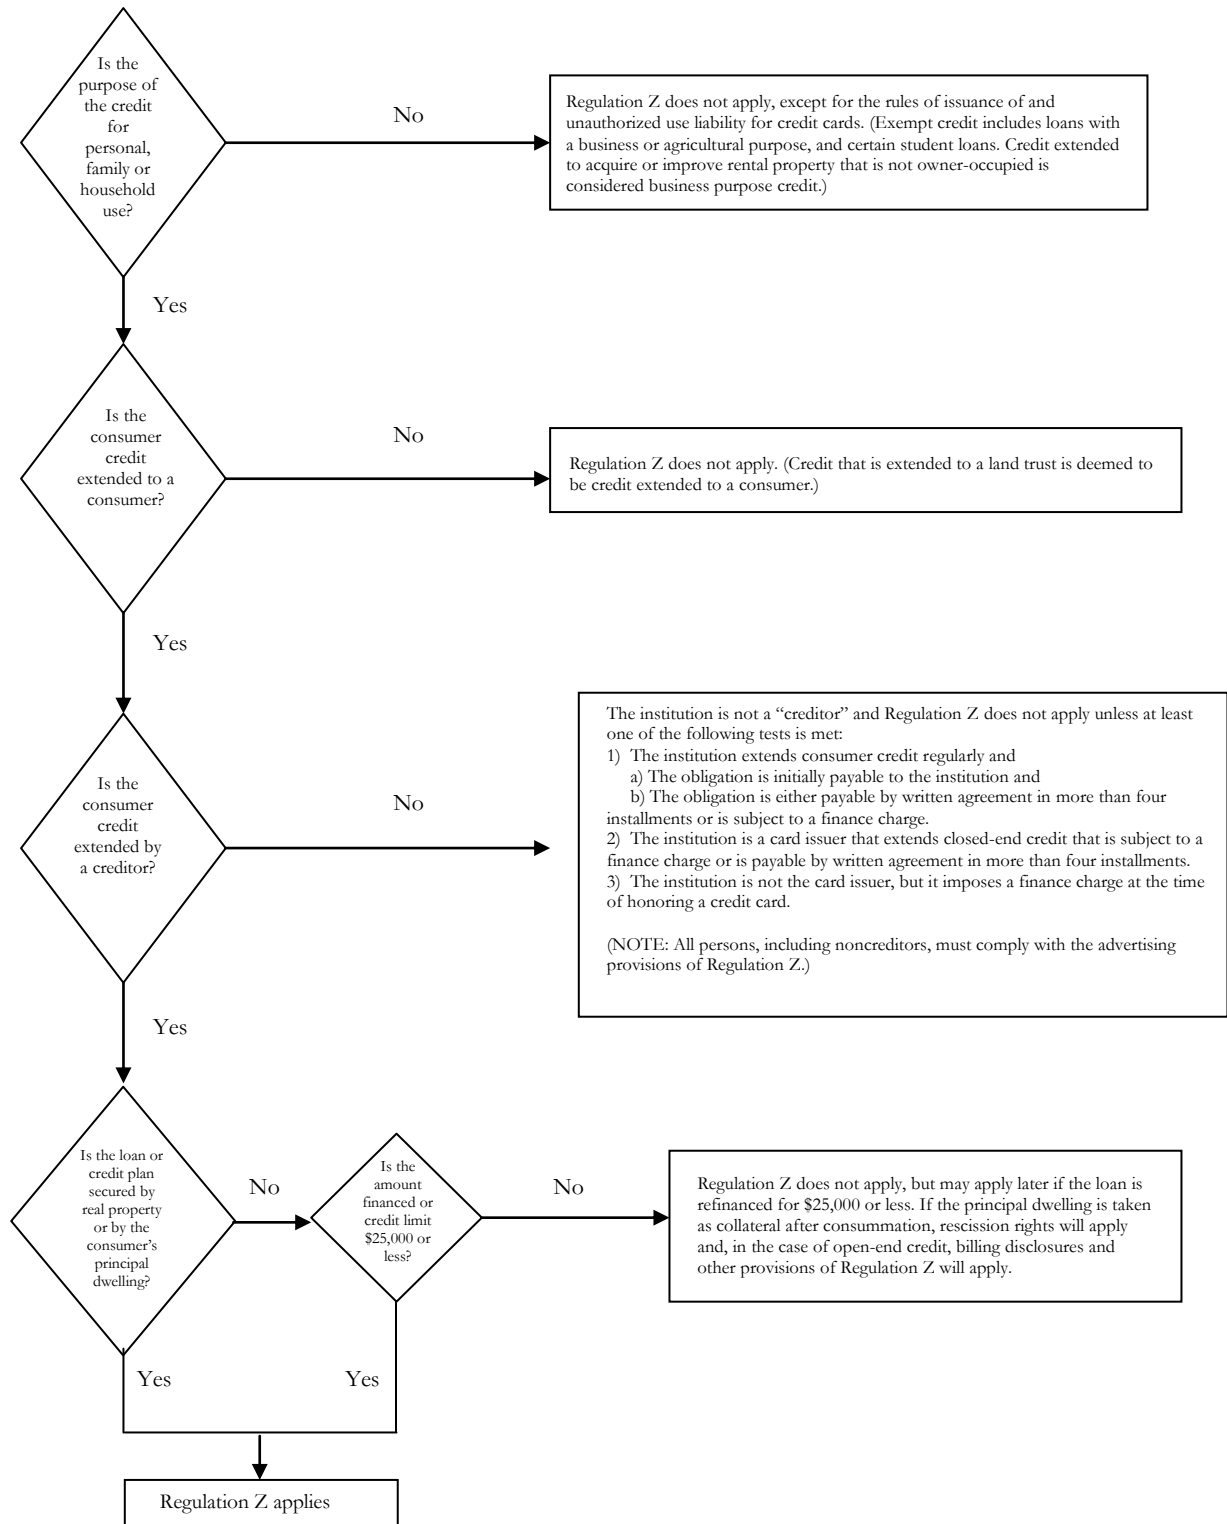 Is the
purpose of
the credit
for
personal,
family or
household
use?
No
Regulation Z does not apply, except for the rules of issuance of and
unauthorized use liability for credit cards. (Exempt credit includes loans with
a business or agricultural purpose, and certain student loans. Credit extended
to acquire or improve rental property that is not owner-occupied is
considered business purpose credit.)
Yes
Is the
consumer
credit
extended to a
consumer?
No
Regulation Z does not apply. (Credit that is extended to a land trust is deemed to
be credit extended to a consumer.)
Yes
Is the
consumer
credit
extended by
a creditor?
No
The institution is not a “creditor” and Regulation Z does not apply unless at least
one of the following tests is met:
1) The institution extends consumer credit regularly and
a) The obligation is initially payable to the institution and
b) The obligation is either payable by written agreement in more than four
installments or is subject to a finance charge.
2) The institution is a card issuer that extends closed-end credit that is subject to a
finance charge or is payable by written agreement in more than four installments.
3) The institution is not the card issuer, but it imposes a finance charge at the time
of honoring a credit card.
(NOTE: All persons, including noncreditors, must comply with the advertising
provisions of Regulation Z.)
Yes
Is the loan or
credit plan
secured by
real property
or by the
consumer’s
principal
dwelling?
No
Is the
amount
financed or
credit limit
$25,000 or
less?
No
Regulation Z does not apply, but may apply later if the loan is
refinanced for $25,000 or less. If the principal dwelling is taken
as collateral after consummation, rescission rights will apply
and, in the case of open-end credit, billing disclosures and
other provisions of Regulation Z will apply.
Yes
Yes
Regulation Z applies